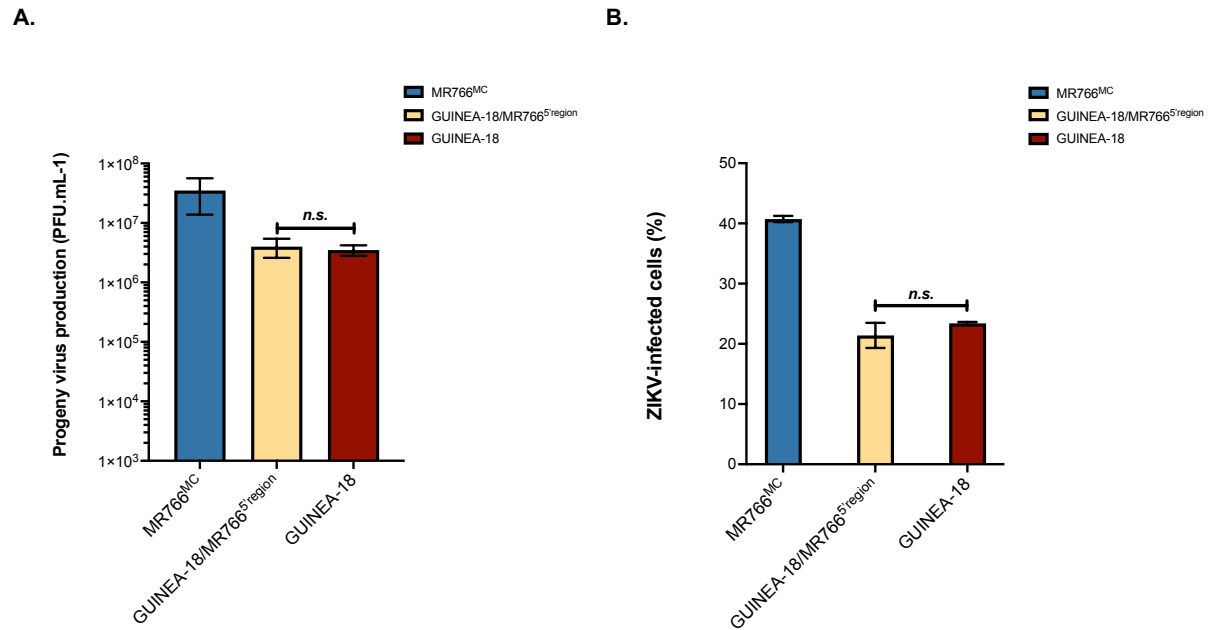 A.
MR766MC
GUINEA-18/MR7665'region
GUINEA-18
Progeny virus production (PFU.mL-1)
1×10^8
1×10^7
1×10^6
1×10^5
1×10^4
1×10^3
n.s.
MR766MC
GUINEA-18/MR7665'region
GUINEA-18
B.
MR766MC
GUINEA-18/MR7665'region
GUINEA-18
ZIKV-infected cells (%)
50
40
30
20
10
0
n.s.
MR766MC
GUINEA-18/MR7665'region
GUINEA-18